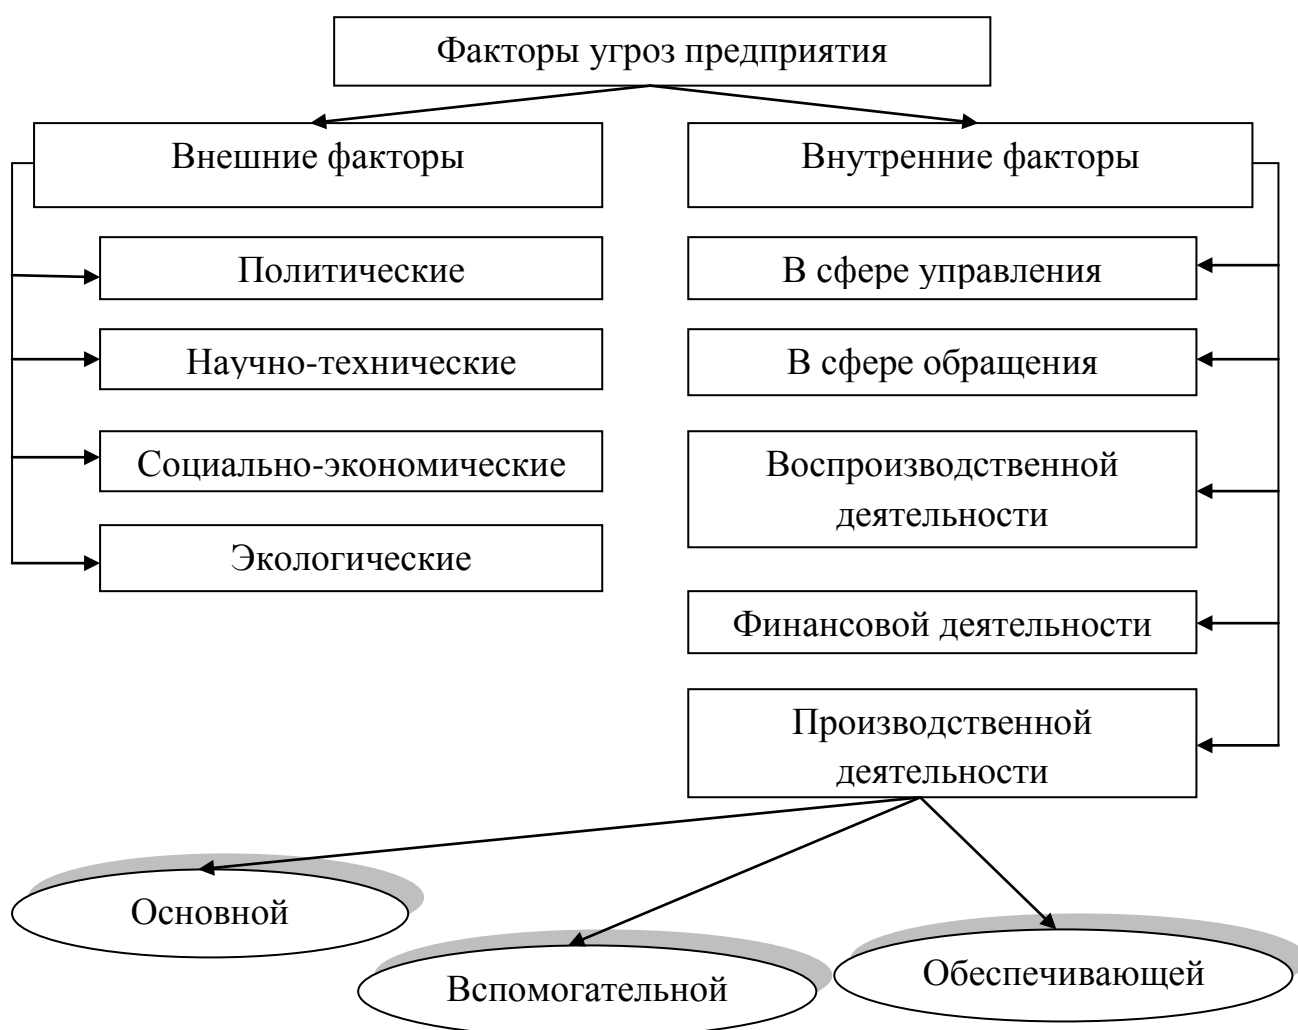 Факторы угроз предприятия
Внешние факторы
Политические
Научно-технические
Социально-экономические
Экологические
Внутренние факторы
В сфере управления
В сфере обращения
Воспроизводственной
деятельности
Финансовой деятельности
Производственной
деятельности
Основной
Вспомогательной
Обеспечивающей